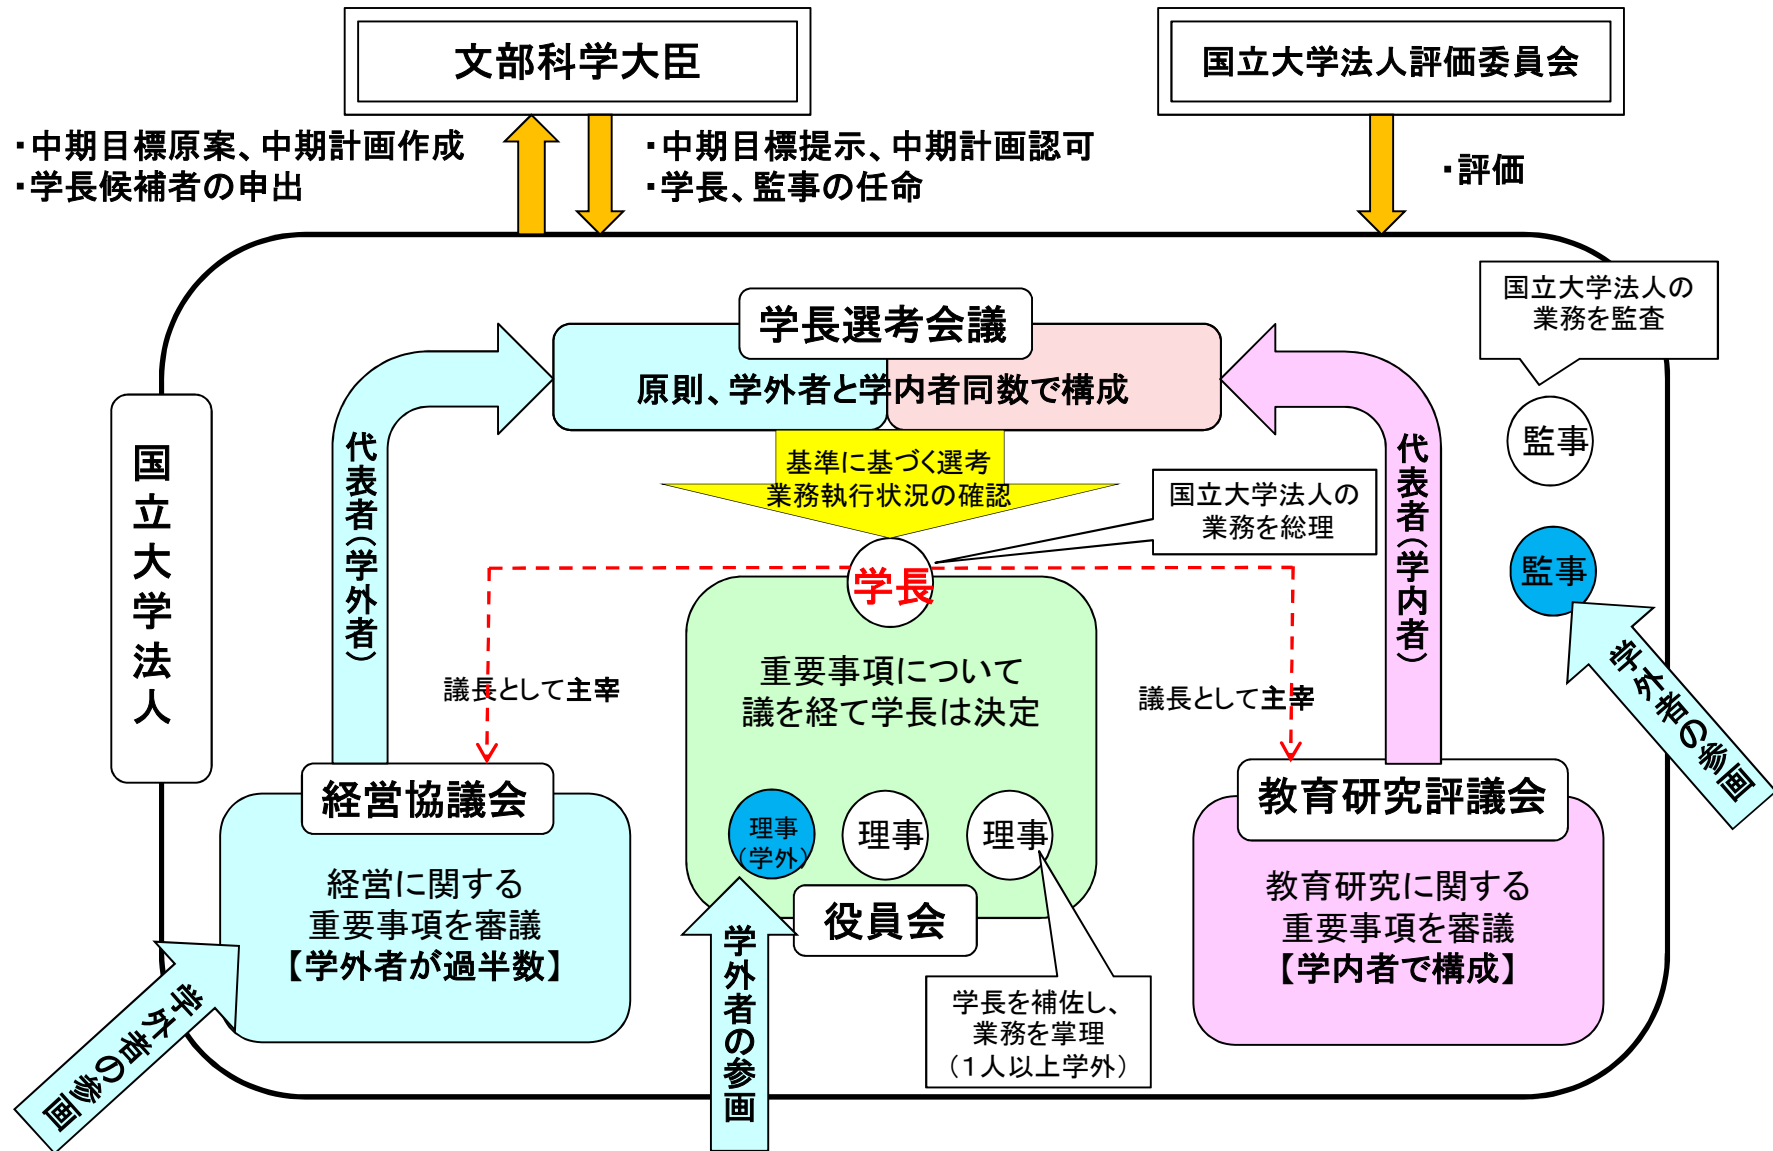 文部科学大臣
国立大学法人評価委員会
・中期目標原案、中期計画作成
・学長候補者の申出
・中期目標提示、中期計画認可
・学長、監事の任命
・評価
国立大学法人
学長選考会議
原則、学外者と学内者同数で構成
国立大学法人の
業務を監査
監事
監事
学外者の参画
代表者（学外者）
代表者（学内者）
基準に基づく選考
業務執行状況の確認
国立大学法人の
業務を総理
学長
議長として主宰
議長として主宰
重要事項について
議を経て学長は決定
理事
（学外）
理事
理事
役員会
学外者の参画
学長を補佐し、
業務を掌理
（１人以上学外）
経営協議会
経営に関する
重要事項を審議
【学外者が過半数】
学外者の参画
教育研究評議会
教育研究に関する
重要事項を審議
【学内者で構成】